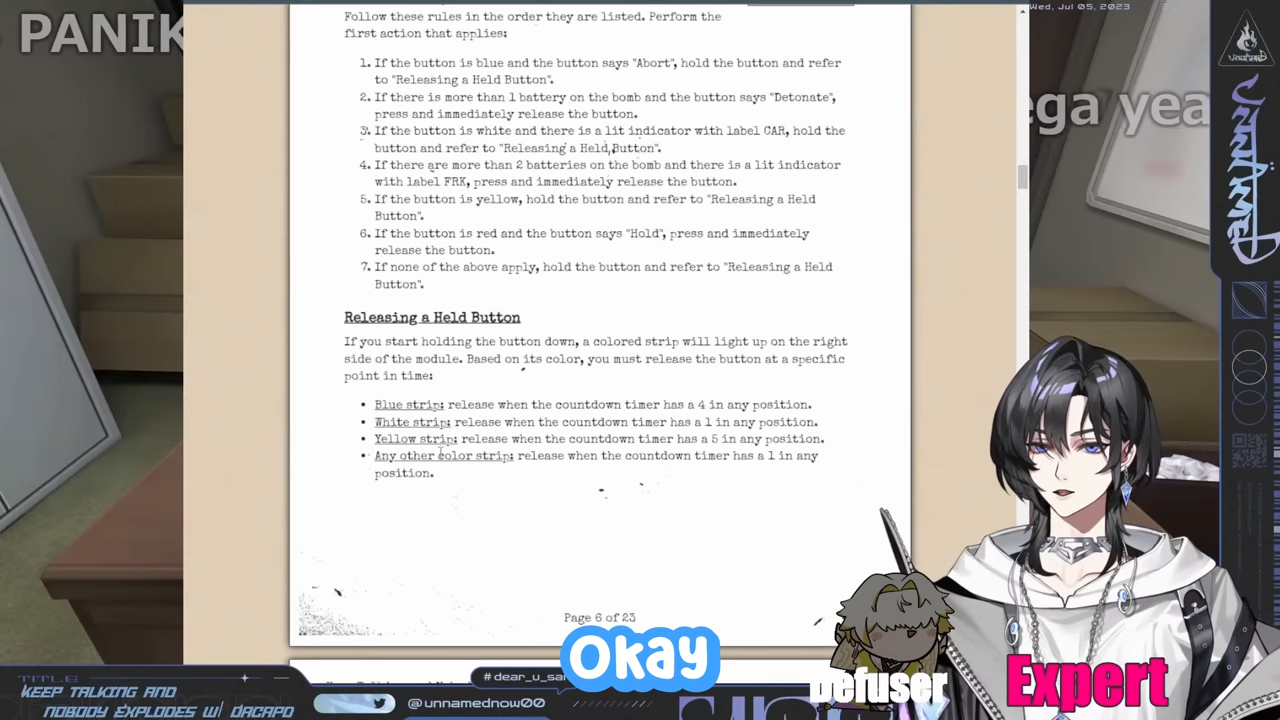 PANIK
Wed, Jul 05, 2023
ega yea
Follow these rules in the order they are listed. Perform the
first action that applies:
1. If the button is blue and the button says "Abort", hold the button and refer
to "Releasing a Held Button".
2. If there is more than 1 battery on the bomb and the button says "Detonate",
press and immediately release the button.
3. If the button is white and there is a lit indicator with label CAR, hold the
button and refer to "Releasing a Held Button".
4. If there are more than 2 batteries on the bomb and there is a lit indicator
with label FRK, press and immediately release the button.
5. If the button is yellow, hold the button and refer to "Releasing a Held
Button".
6. If the button is red and the button says "Hold", press and immediately
release the button.
7. If none of the above apply, hold the button and refer to "Releasing a Held
Button".
Releasing a Held Button
If you start holding the button down, a colored strip will light up on the right
side of the module. Based on its color, you must release the button at a specific
point in time:
• Blue strip: release when the countdown timer has a 4 in any position.
• White strip: release when the countdown timer has a 1 in any position.
• Yellow strip: release when the countdown timer has a 5 in any position.
• Any other color strip: release when the countdown timer has a 1 in any
position.
Page 6 of 23
Okay
Defuser
Expert
TITLE
KEEP TALKING AND
NOBODY EXPLODES W/ DACAPO
@unnamednow00
#dear_u_sa
UNNÄMED